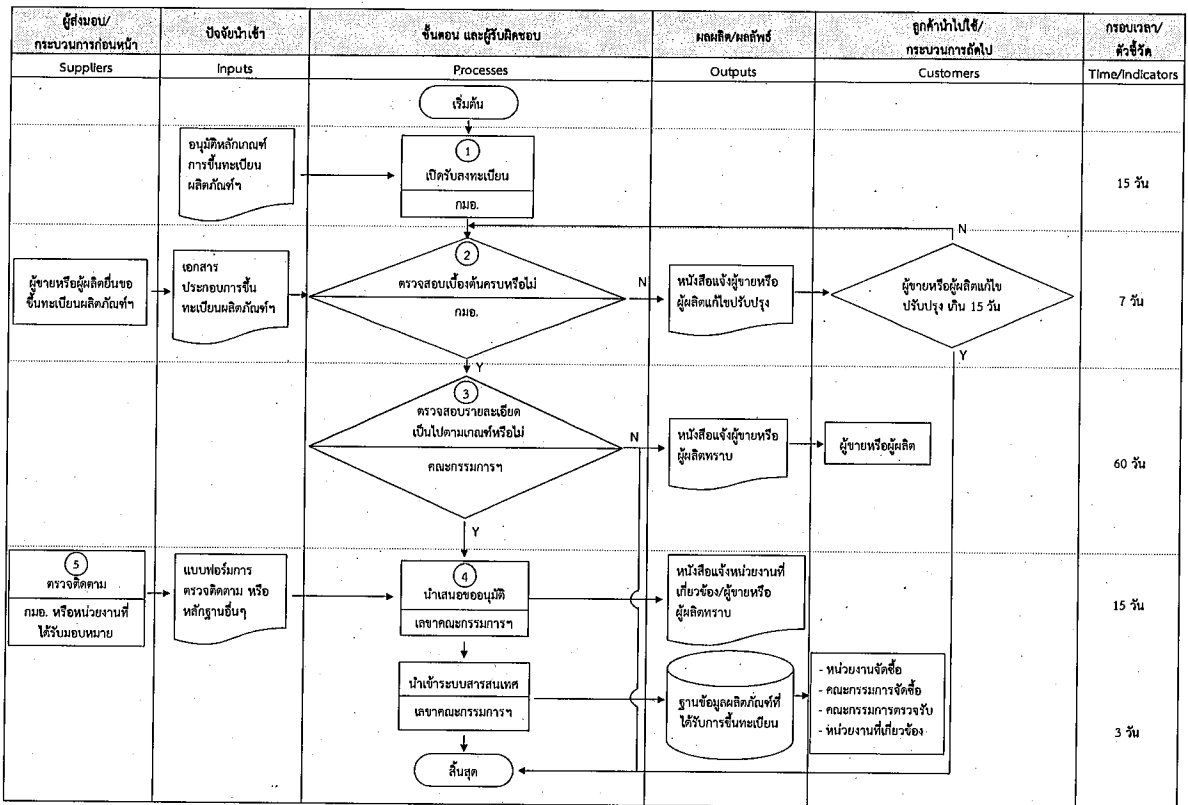 ผู้ส่งมอบ/
กระบวนการก่อนหน้า
ปัจจัยนำเข้า
ขั้นตอน และผู้รับผิดชอบ
ผลผลิต/ผลลัพธ์
ลูกค้านำไปใช้/
กระบวนการถัดไป
กรอบเวลา/
ตัวชี้วัด
Suppliers
Inputs
Processes
Outputs
Customers
Time/Indicators
เริ่มต้น
อนุมัติหลักเกณฑ์
การขึ้นทะเบียน
ผลิตภัณฑ์ฯ
1
เปิดรับลงทะเบียน
กมอ.
15 วัน
ผู้ขายหรือผู้ผลิตยื่นขอ
ขึ้นทะเบียนผลิตภัณฑ์ฯ
เอกสาร
ประกอบการขึ้น
ทะเบียนผลิตภัณฑ์ฯ
2
ตรวจสอบเบื้องต้นครบหรือไม่
กมอ.
N
Y
หนังสือแจ้งผู้ขายหรือ
ผู้ผลิตแก้ไขปรับปรุง
N
ผู้ขายหรือผู้ผลิตแก้ไข
ปรับปรุง เกิน 15 วัน
Y
7 วัน
3
ตรวจสอบรายละเอียด
เป็นไปตามเกณฑ์หรือไม่
คณะกรรมการฯ
N
Y
หนังสือแจ้งผู้ขายหรือ
ผู้ผลิตทราบ
ผู้ขายหรือผู้ผลิต
60 วัน
5
ตรวจติดตาม
กมอ. หรือหน่วยงานที่
ได้รับมอบหมาย
แบบฟอร์มการ
ตรวจติดตาม หรือ
หลักฐานอื่นๆ
4
นำเสนอขออนุมัติ
เลขาคณะกรรมการฯ
หนังสือแจ้งหน่วยงานที่
เกี่ยวข้อง/ผู้ขายหรือ
ผู้ผลิตทราบ
15 วัน
นำเข้าระบบสารสนเทศ
เลขาคณะกรรมการฯ
ฐานข้อมูลผลิตภัณฑ์ที่
ได้รับการขึ้นทะเบียน
- หน่วยงานจัดซื้อ
- คณะกรรมการจัดซื้อ
- คณะกรรมการตรวจรับ
- หน่วยงานที่เกี่ยวข้อง
3 วัน
สิ้นสุด